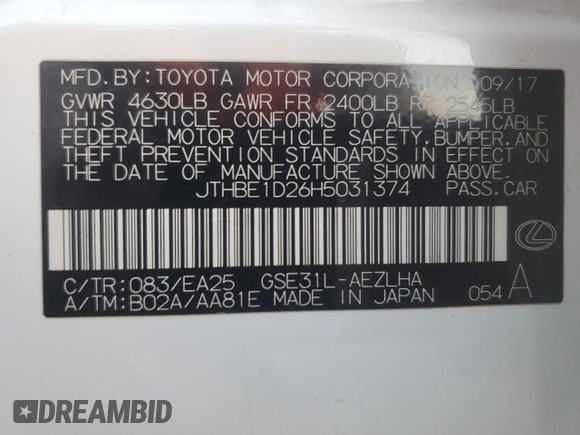 MFD. BY: TOYOTA MOTOR CORPORATION 09/17
GVWR 4630LB GAWR FR 2400LB RR 2545LB
THIS VEHICLE CONFORMS TO ALL APPLICABLE
FEDERAL MOTOR VEHICLE SAFETY, BUMPER, AND
THEFT PREVENTION STANDARDS IN EFFECT ON
THE DATE OF MANUFACTURE SHOWN ABOVE.
JTHBE1D26H5031374 PASS. CAR
C/TR: 083/EA25 GSE31L-AEZLHA
A/TM: B02A/AA81E MADE IN JAPAN 054 A
DREAMBID